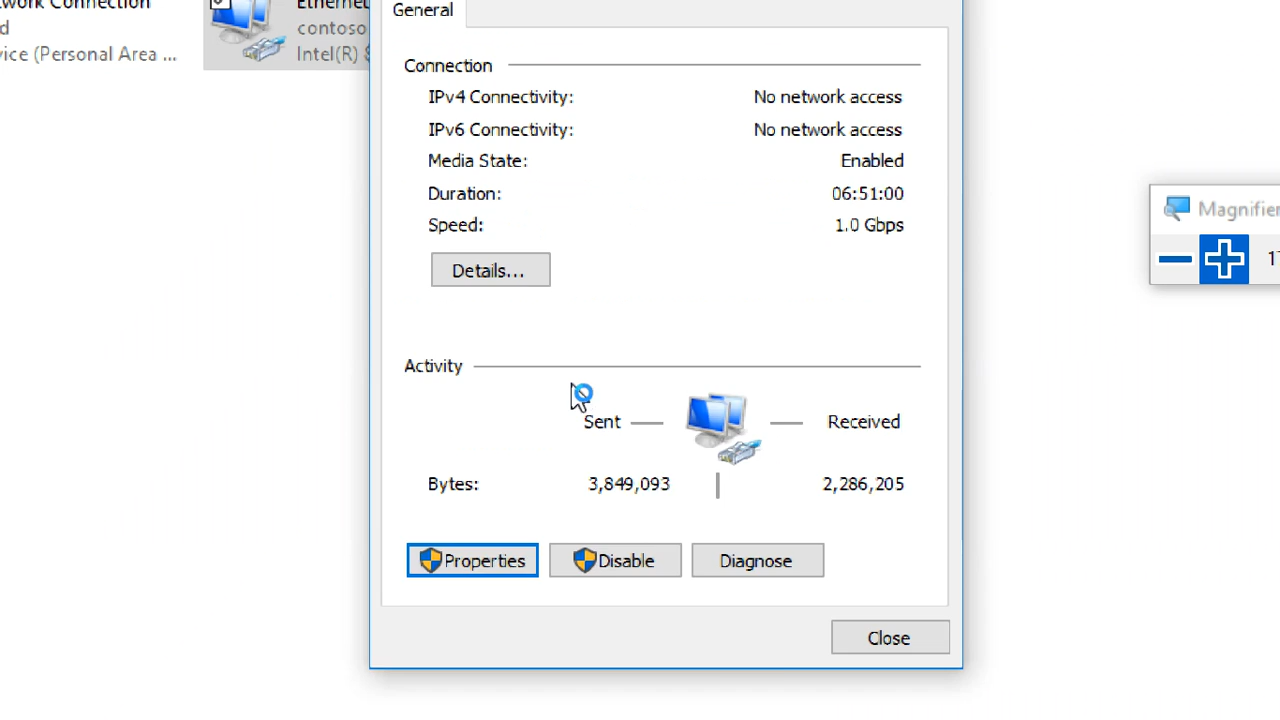 twork Connection
d
vice (Personal Area ...
Ethernet
contoso
Intel(R)
General
Connection
IPv4 Connectivity: No network access
IPv6 Connectivity: No network access
Media State: Enabled
Duration: 06:51:00
Speed: 1.0 Gbps
Details...
Magnifier
Activity
Sent Received
Bytes: 3,849,093 2,286,205
Properties Disable Diagnose
Close